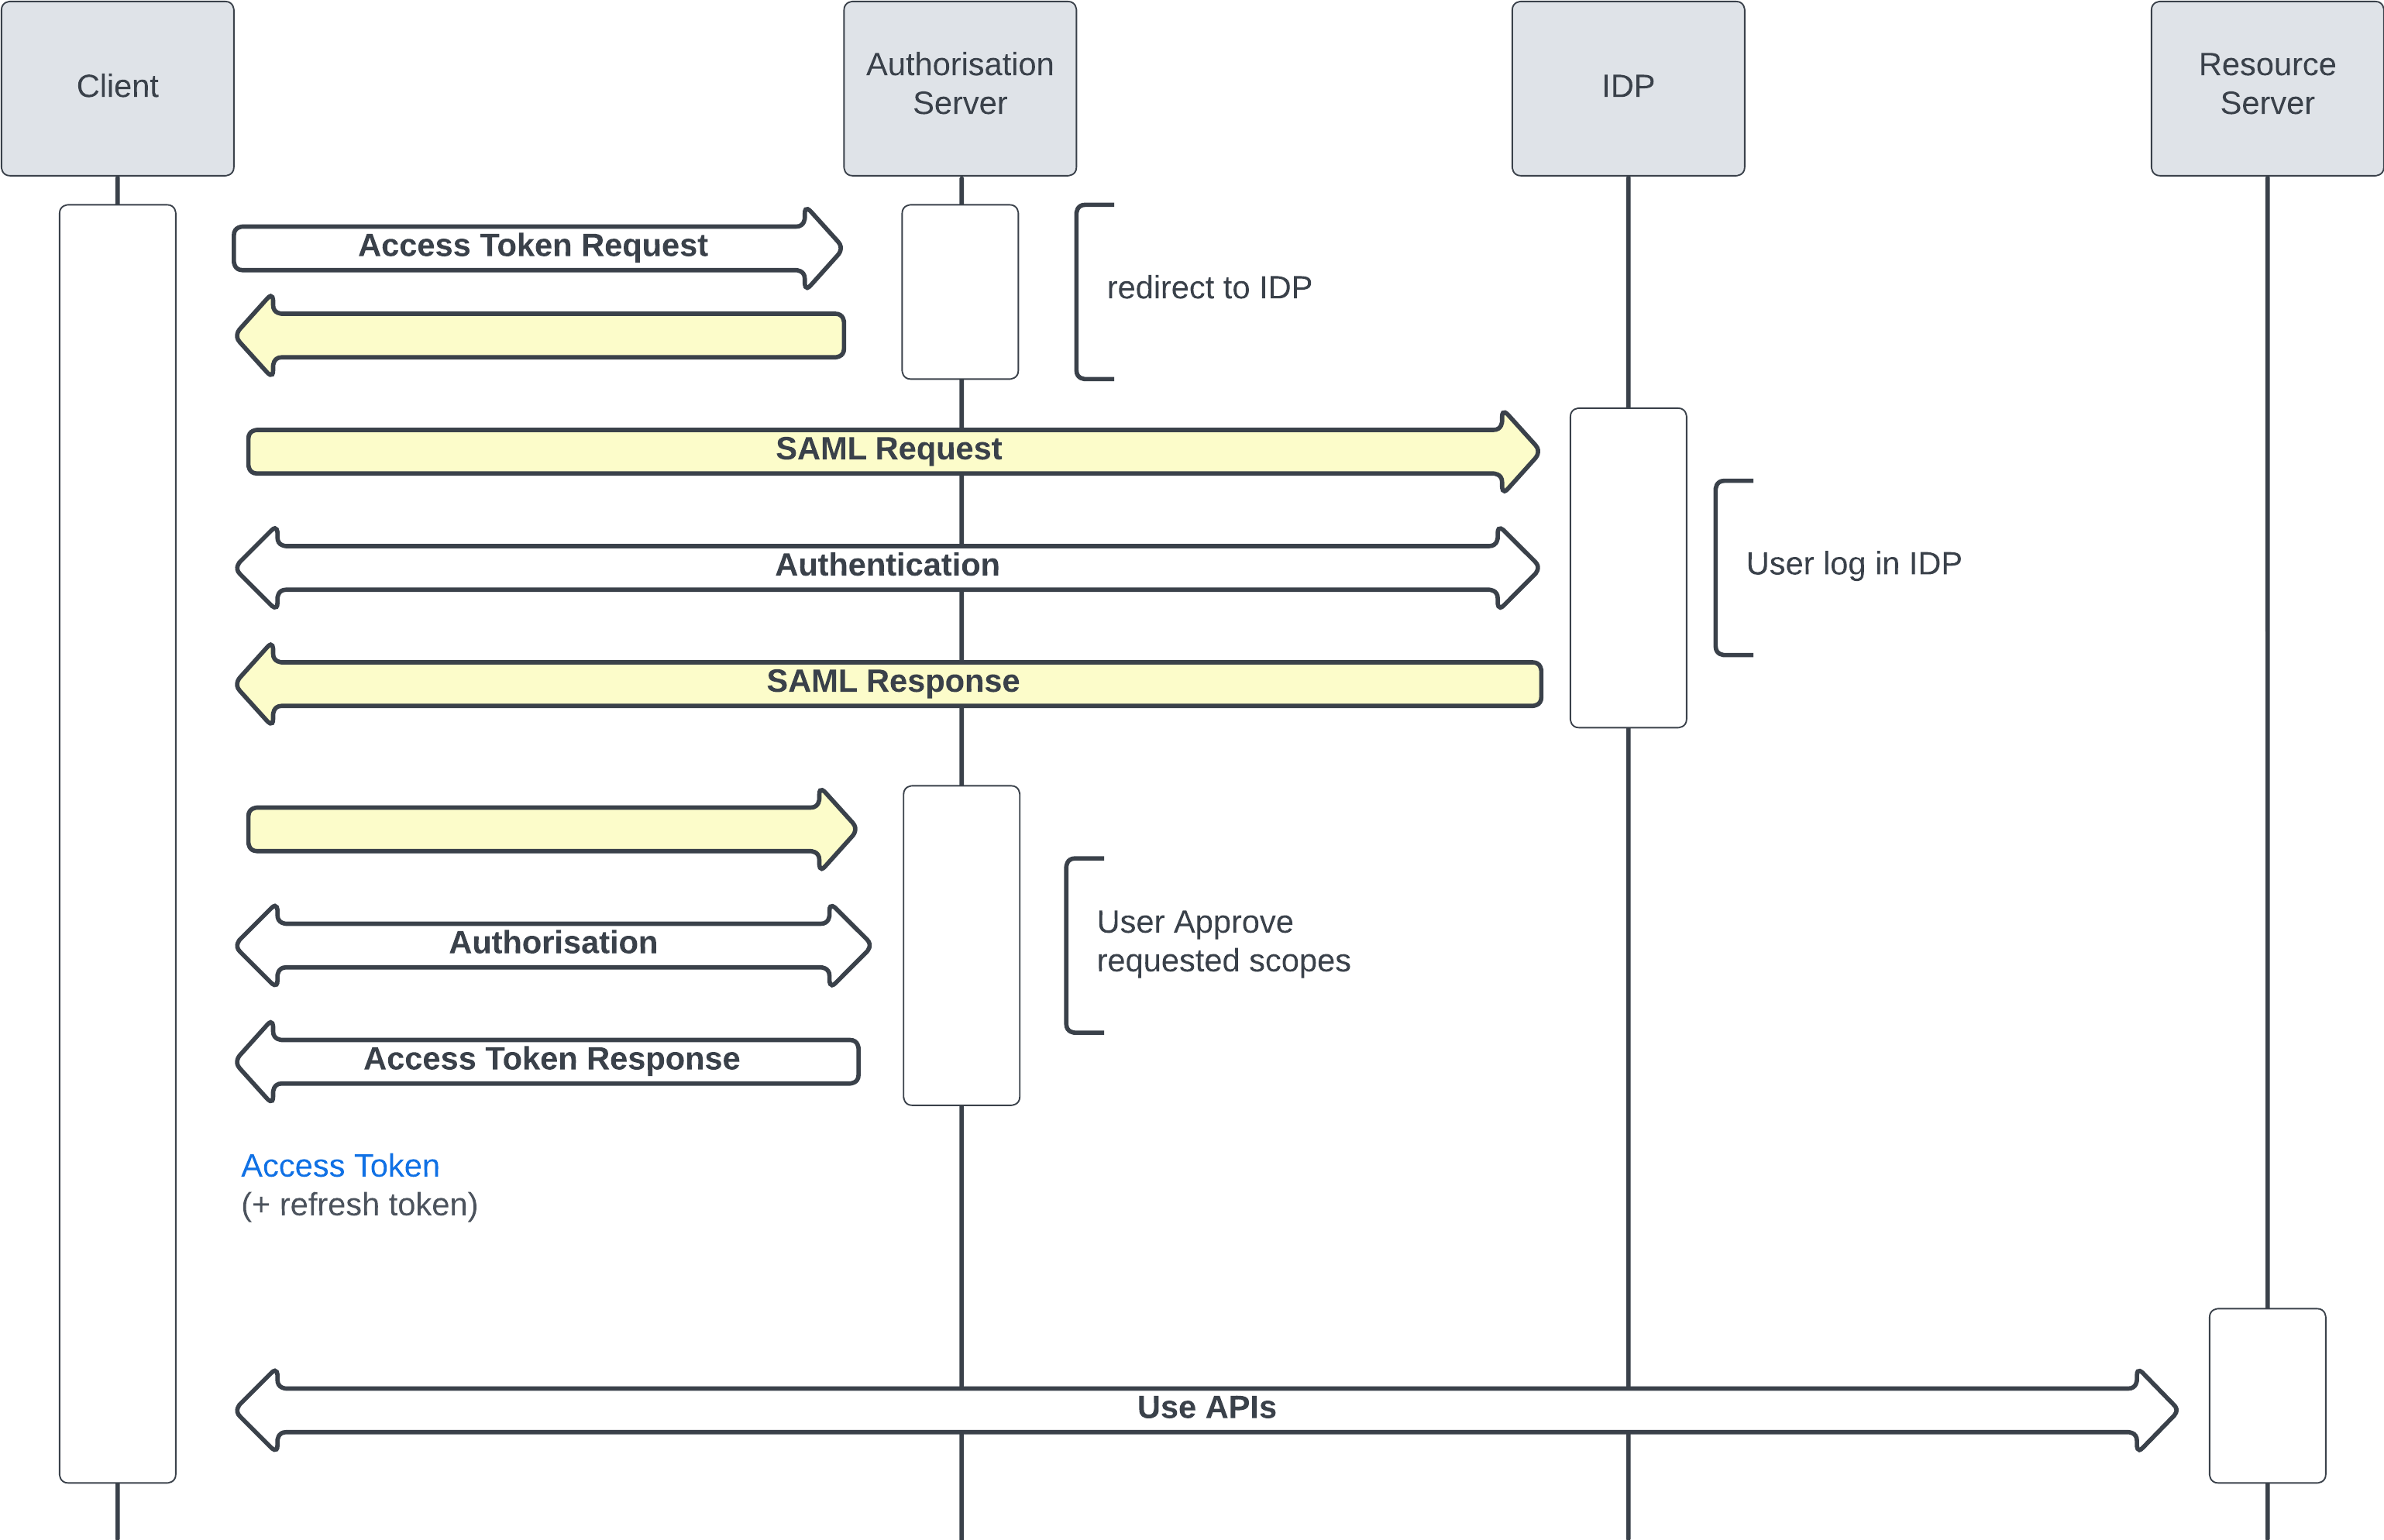 Client
Authorisation
Server
IDP
Resource
Server
Access Token Request
redirect to IDP
SAML Request
Authentication
User log in IDP
SAML Response
User Approve
requested scopes
Authorisation
Access Token Response
Access Token
(+ refresh token)
Use APIs